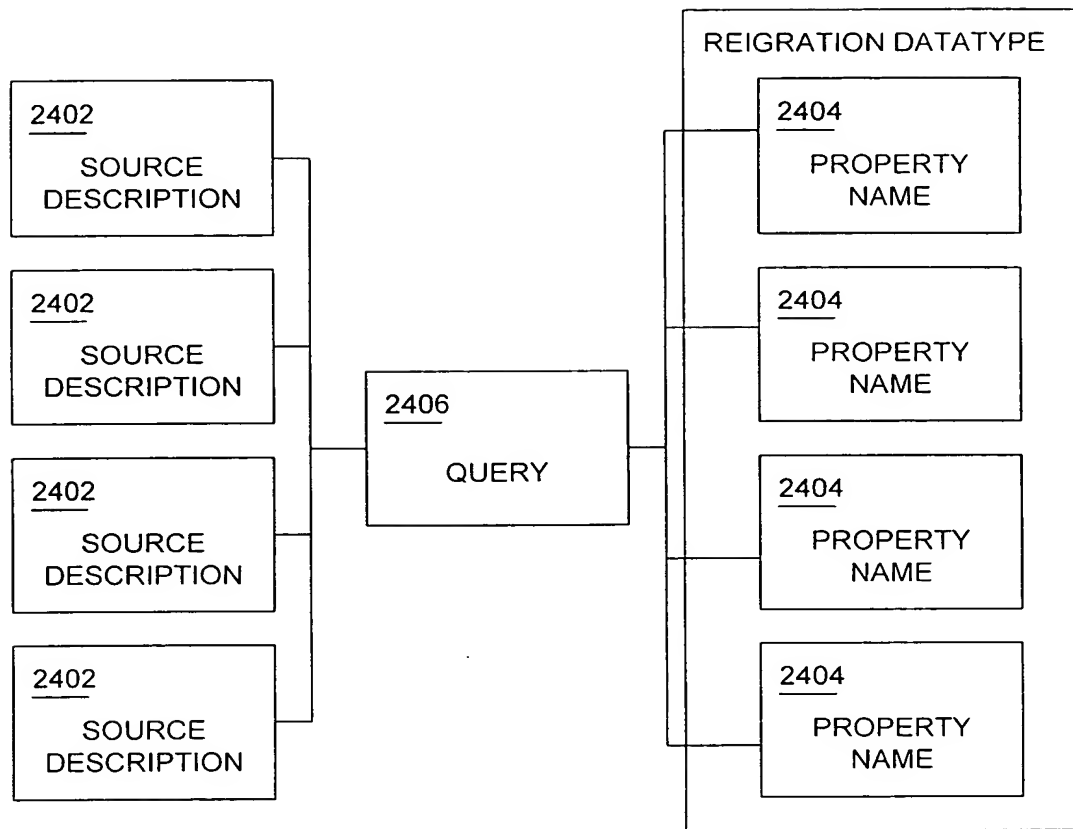 REIGRATION DATATYPE
2402
SOURCE
DESCRIPTION
2402
SOURCE
DESCRIPTION
2402
SOURCE
DESCRIPTION
2402
SOURCE
DESCRIPTION
2406
QUERY
2404
PROPERTY
NAME
2404
PROPERTY
NAME
2404
PROPERTY
NAME
2404
PROPERTY
NAME